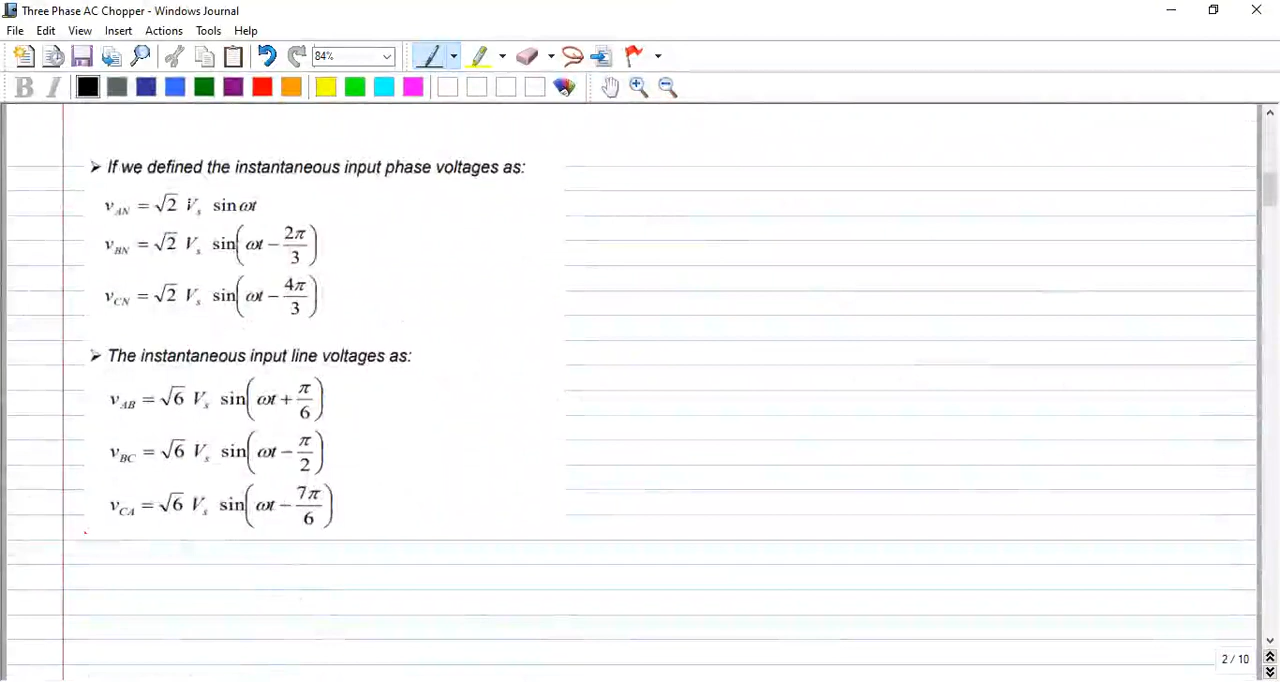 Three Phase AC Chopper - Windows Journal
File Edit View Insert Actions Tools Help
84%
B I
➢ If we defined the instantaneous input phase voltages as:
v_AN = √2 V_s sin ωt
v_BN = √2 V_s sin(ωt − 2π/3)
v_CN = √2 V_s sin(ωt − 4π/3)
➢ The instantaneous input line voltages as:
v_AB = √6 V_s sin(ωt + π/6)
v_BC = √6 V_s sin(ωt − π/2)
v_CA = √6 V_s sin(ωt − 7π/6)
2 / 10